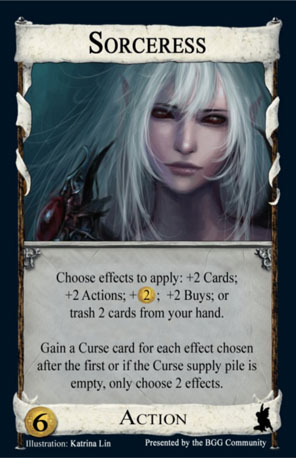 SORCERESS
Choose effects to apply: +2 Cards;
+2 Actions; +2; +2 Buys; or
trash 2 cards from your hand.
Gain a Curse card for each effect chosen
after the first or if the Curse supply pile is
empty, only choose 2 effects.
6
ACTION
Illustration: Katrina Lin
Presented by the BGG Community